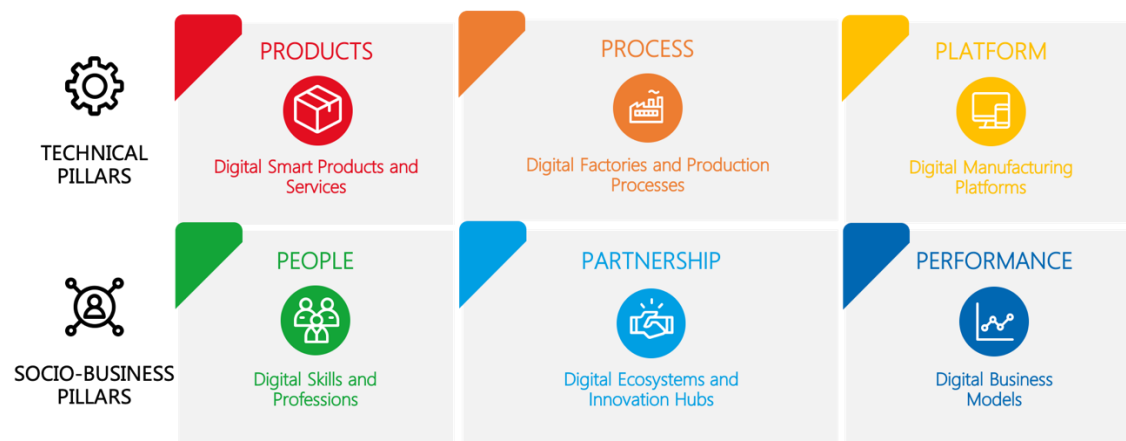 TECHNICAL
PILLARS
PRODUCTS
Digital Smart Products and
Services
PROCESS
Digital Factories and Production
Processes
PLATFORM
Digital Manufacturing
Platforms
SOCIO-BUSINESS
PILLARS
PEOPLE
Digital Skills and
Professions
PARTNERSHIP
Digital Ecosystems and
Innovation Hubs
PERFORMANCE
Digital Business
Models